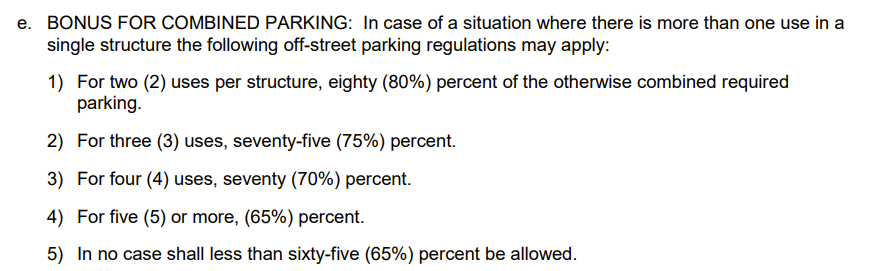 e. BONUS FOR COMBINED PARKING: In case of a situation where there is more than one use in a
single structure the following off-street parking regulations may apply:
1) For two (2) uses per structure, eighty (80%) percent of the otherwise combined required
parking.
2) For three (3) uses, seventy-five (75%) percent.
3) For four (4) uses, seventy (70%) percent.
4) For five (5) or more, (65%) percent.
5) In no case shall less than sixty-five (65%) percent be allowed.